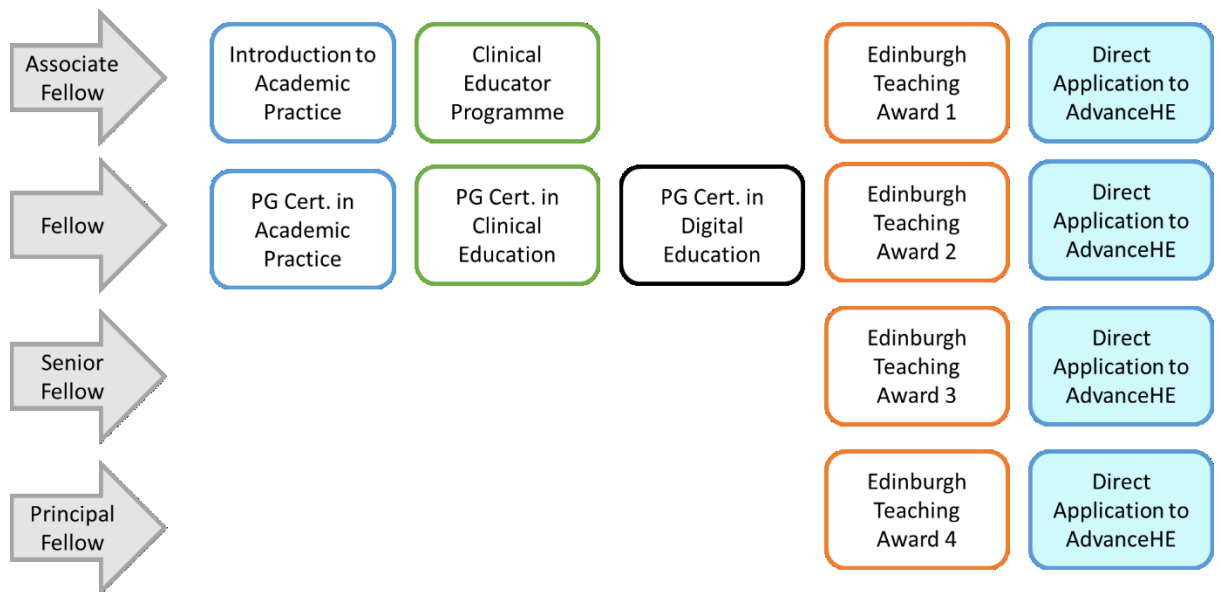 Associate
Fellow
Introduction to
Academic
Practice
Clinical
Educator
Programme
Edinburgh
Teaching
Award 1
Direct
Application to
AdvanceHE
Fellow
PG Cert. in
Academic
Practice
PG Cert. in
Clinical
Education
PG Cert. in
Digital
Education
Edinburgh
Teaching
Award 2
Direct
Application to
AdvanceHE
Senior
Fellow
Edinburgh
Teaching
Award 3
Direct
Application to
AdvanceHE
Principal
Fellow
Edinburgh
Teaching
Award 4
Direct
Application to
AdvanceHE